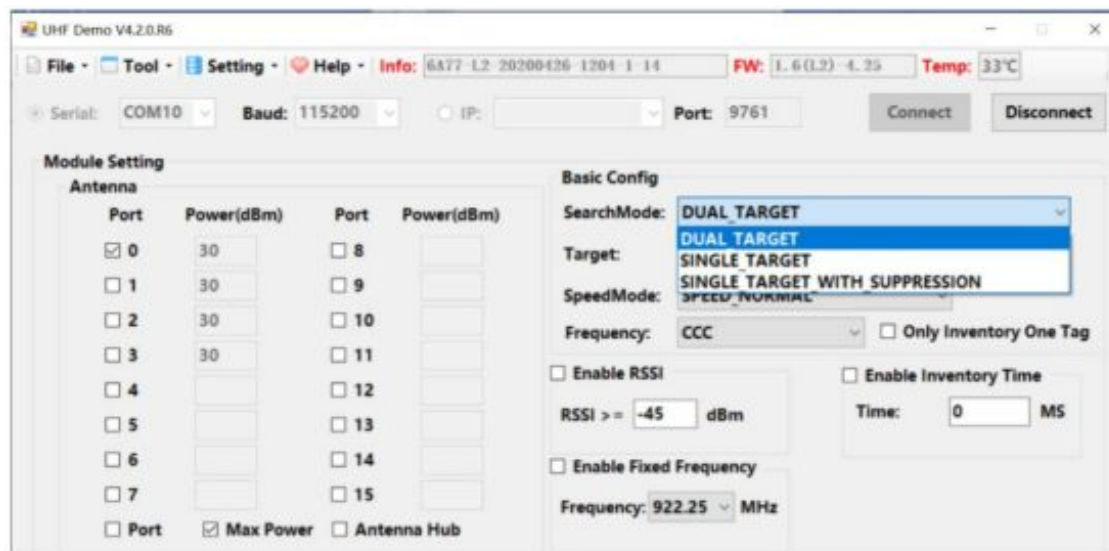 UHF Demo V4.2.0.R6
File Tool Setting Help Info: 6A77-L2-20200426-1204-1-14 FW: 1.6(L2)-4.25 Temp: 33℃
Serial: COM10 Baud: 115200 IP: Port: 9761 Connect Disconnect
Module Setting
Antenna
Port Power(dBm) Port Power(dBm)
0 30 8
1 30 9
2 30 10
3 30 11
4 12
5 13
6 14
7 15
Port Max Power Antenna Hub
Basic Config
SearchMode: DUAL_TARGET
DUAL_TARGET
Target: SINGLE_TARGET
SINGLE_TARGET_WITH_SUPPRESSION
SpeedMode: SPEED_NORMAL
Frequency: CCC Only Inventory One Tag
Enable RSSI
RSSI >= -45 dBm
Enable Inventory Time
Time: 0 MS
Enable Fixed Frequency
Frequency: 922.25 MHz